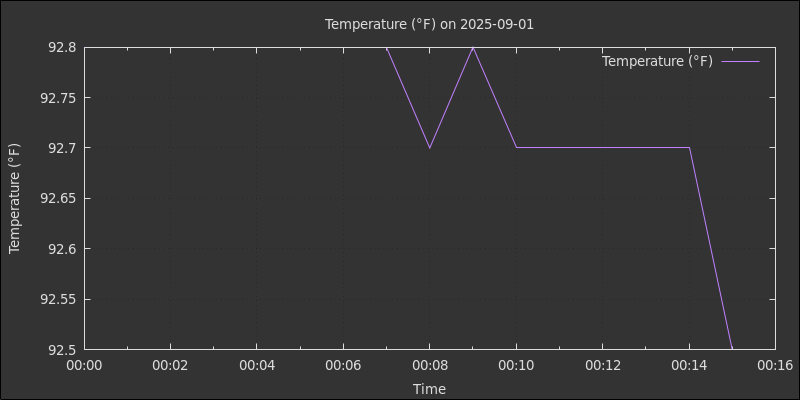 Temperature (°F) on 2025-09-01
Temperature (°F)
92.8
92.75
92.7
92.65
92.6
92.55
92.5
Temperature (°F)
00:00 00:02 00:04 00:06 00:08 00:10 00:12 00:14 00:16
Time